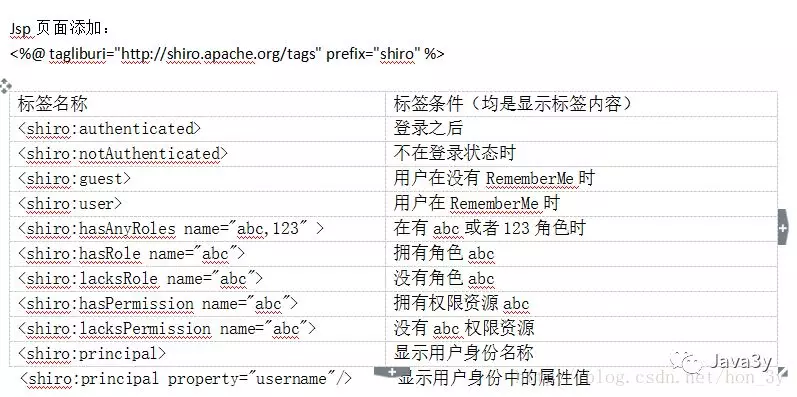 Jsp 页面添加：
<%@ tagliburi="http://shiro.apache.org/tags" prefix="shiro" %>
标签名称 标签条件（均是显示标签内容）
<shiro:authenticated> 登录之后
<shiro:notAuthenticated> 不在登录状态时
<shiro:guest> 用户在没有 RememberMe 时
<shiro:user> 用户在 RememberMe 时
<shiro:hasAnyRoles name="abc,123" > 在有 abc 或者 123 角色时
<shiro:hasRole name="abc"> 拥有角色 abc
<shiro:lacksRole name="abc"> 没有角色 abc
<shiro:hasPermission name="abc"> 拥有权限资源 abc
<shiro:lacksPermission name="abc"> 没有 abc 权限资源
<shiro:principal> 显示用户身份名称
Java3y
<shiro:principal property="username"/> 显示用户身份中的属性值
blog.csdn.net/hon_3y